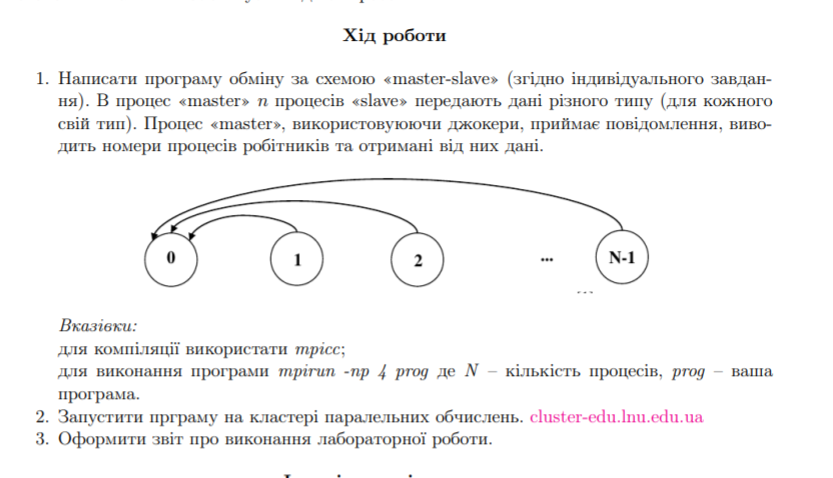 Хід роботи
1. Написати програму обміну за схемою «master-slave» (згідно індивідуального завдан-
ня). В процес «master» n процесів «slave» передають дані різного типу (для кожного
свій тип). Процес «master», використовуюючи джокери, приймає повідомлення, виво-
дить номери процесів робітників та отримані від них дані.
0 1 2 ... N-1
Вказівки:
для компіляції використати mpicc;
для виконання програми mpirun -np 4 prog де N – кількість процесів, prog – ваша
програма.
2. Запустити прграму на кластері паралельних обчислень. cluster-edu.lnu.edu.ua
3. Оформити звіт про виконання лабораторної роботи.